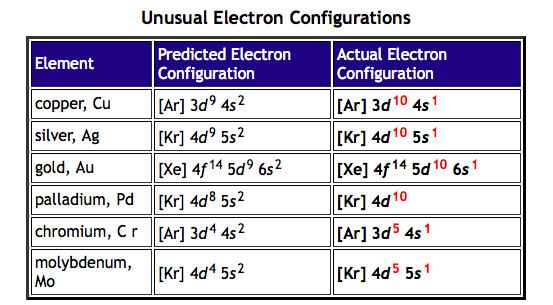 Unusual Electron Configurations
Element
Predicted Electron Configuration
Actual Electron Configuration
copper, Cu
[Ar] 3d⁹ 4s²
[Ar] 3d¹⁰ 4s¹
silver, Ag
[Kr] 4d⁹ 5s²
[Kr] 4d¹⁰ 5s¹
gold, Au
[Xe] 4f¹⁴ 5d⁹ 6s²
[Xe] 4f¹⁴ 5d¹⁰ 6s¹
palladium, Pd
[Kr] 4d⁸ 5s²
[Kr] 4d¹⁰
chromium, C r
[Ar] 3d⁴ 4s²
[Ar] 3d⁵ 4s¹
molybdenum, Mo
[Kr] 4d⁴ 5s²
[Kr] 4d⁵ 5s¹